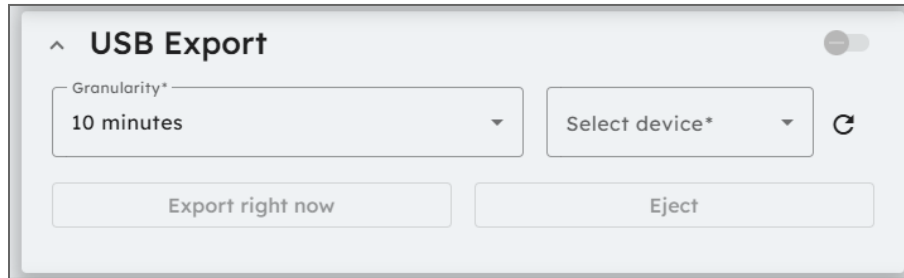 USB Export
Granularity*
10 minutes
Select device*
Export right now
Eject